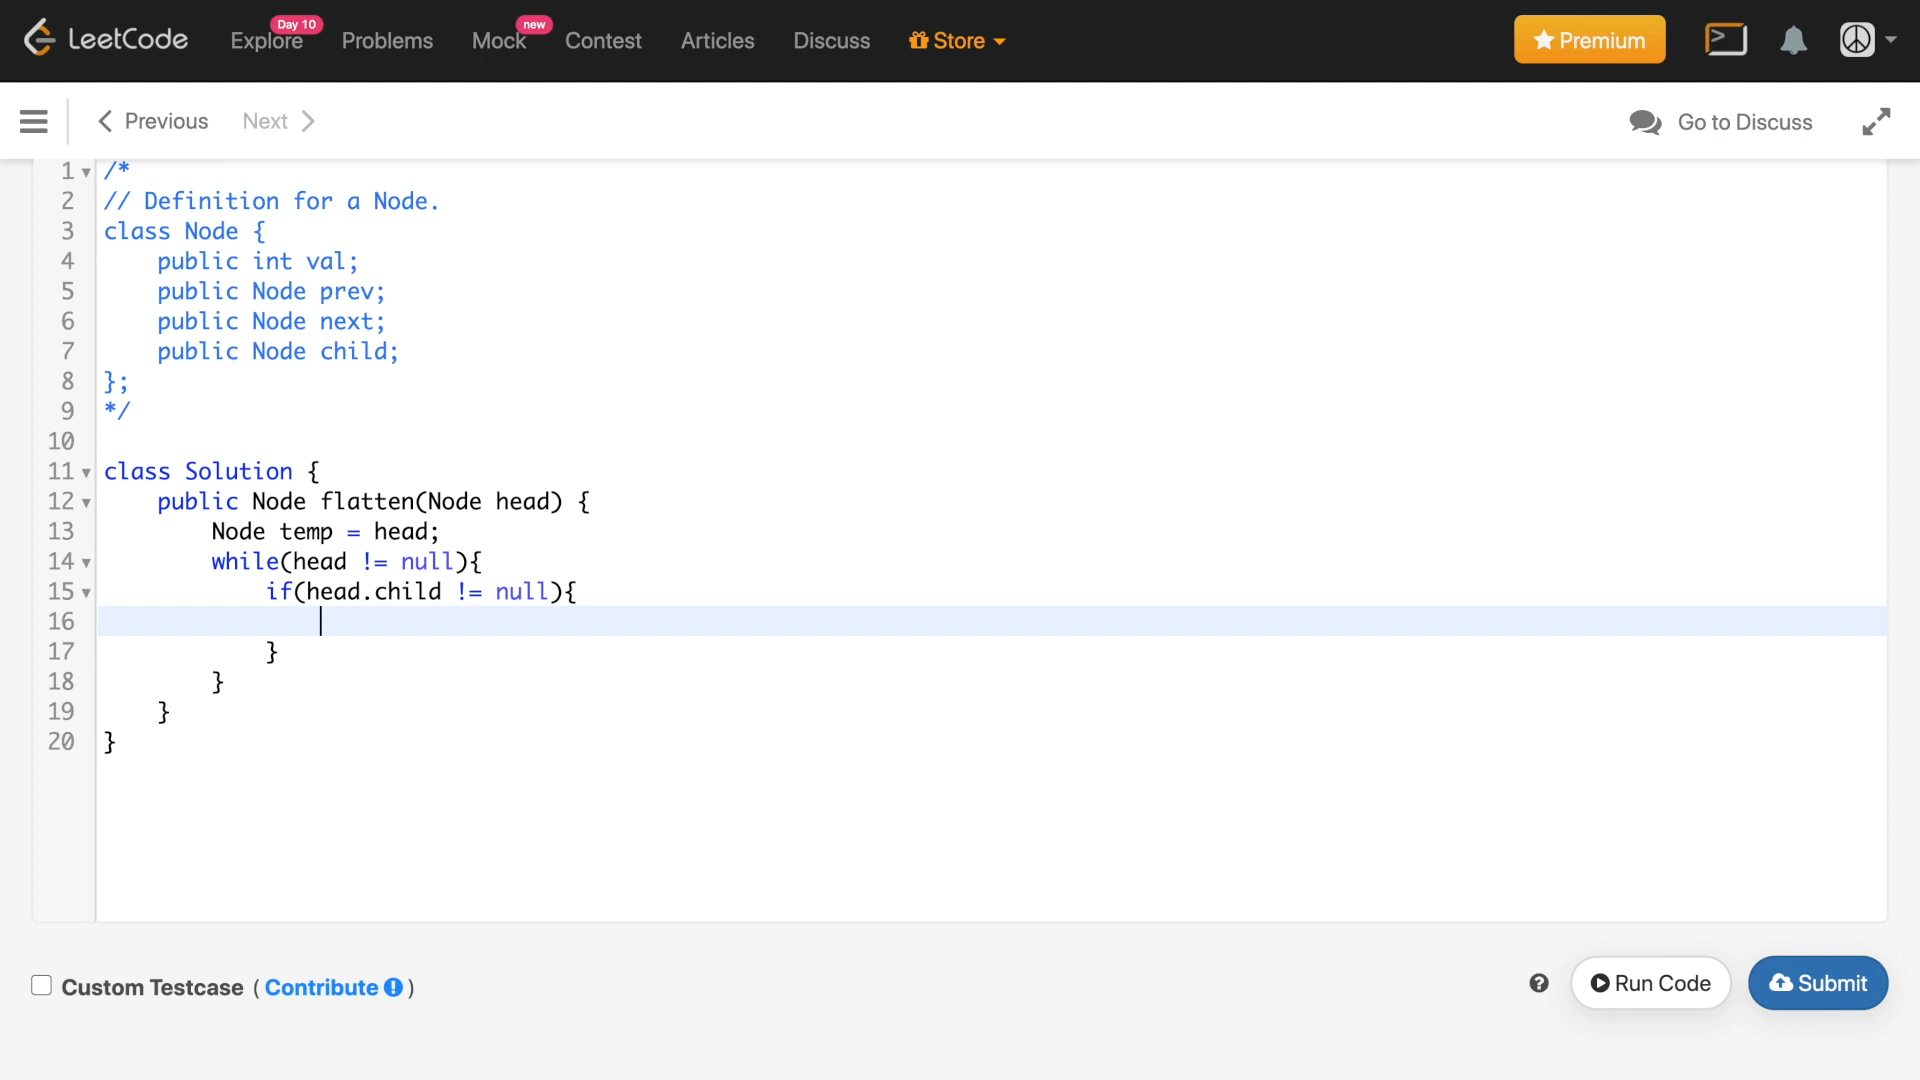 LeetCode Explore Day 10 Problems Mock new Contest Articles Discuss Store Premium
Previous Next Go to Discuss
1 /*
2 // Definition for a Node.
3 class Node {
4     public int val;
5     public Node prev;
6     public Node next;
7     public Node child;
8 };
9 */
10
11 class Solution {
12     public Node flatten(Node head) {
13         Node temp = head;
14         while(head != null){
15             if(head.child != null){
16
17             }
18         }
19     }
20 }
Custom Testcase ( Contribute ! ) ? Run Code Submit